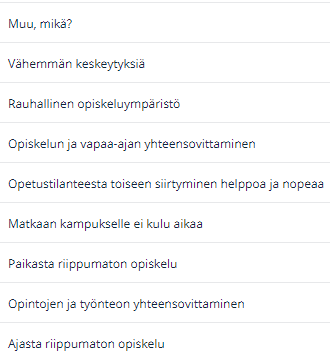 Muu, mikä?
Vähemmän keskeytyksiä
Rauhallinen opiskeluympäristö
Opiskelun ja vapaa-ajan yhteensovittaminen
Opetustilanteesta toiseen siirtyminen helppoa ja nopeaa
Matkaan kampukselle ei kulu aikaa
Paikasta riippumaton opiskelu
Opintojen ja työnteon yhteensovittaminen
Ajasta riippumaton opiskelu